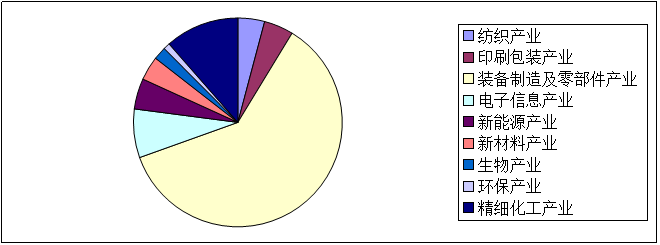 纺织产业
印刷包装产业
装备制造及零部件产业
电子信息产业
新能源产业
新材料产业
生物产业
环保产业
精细化工产业